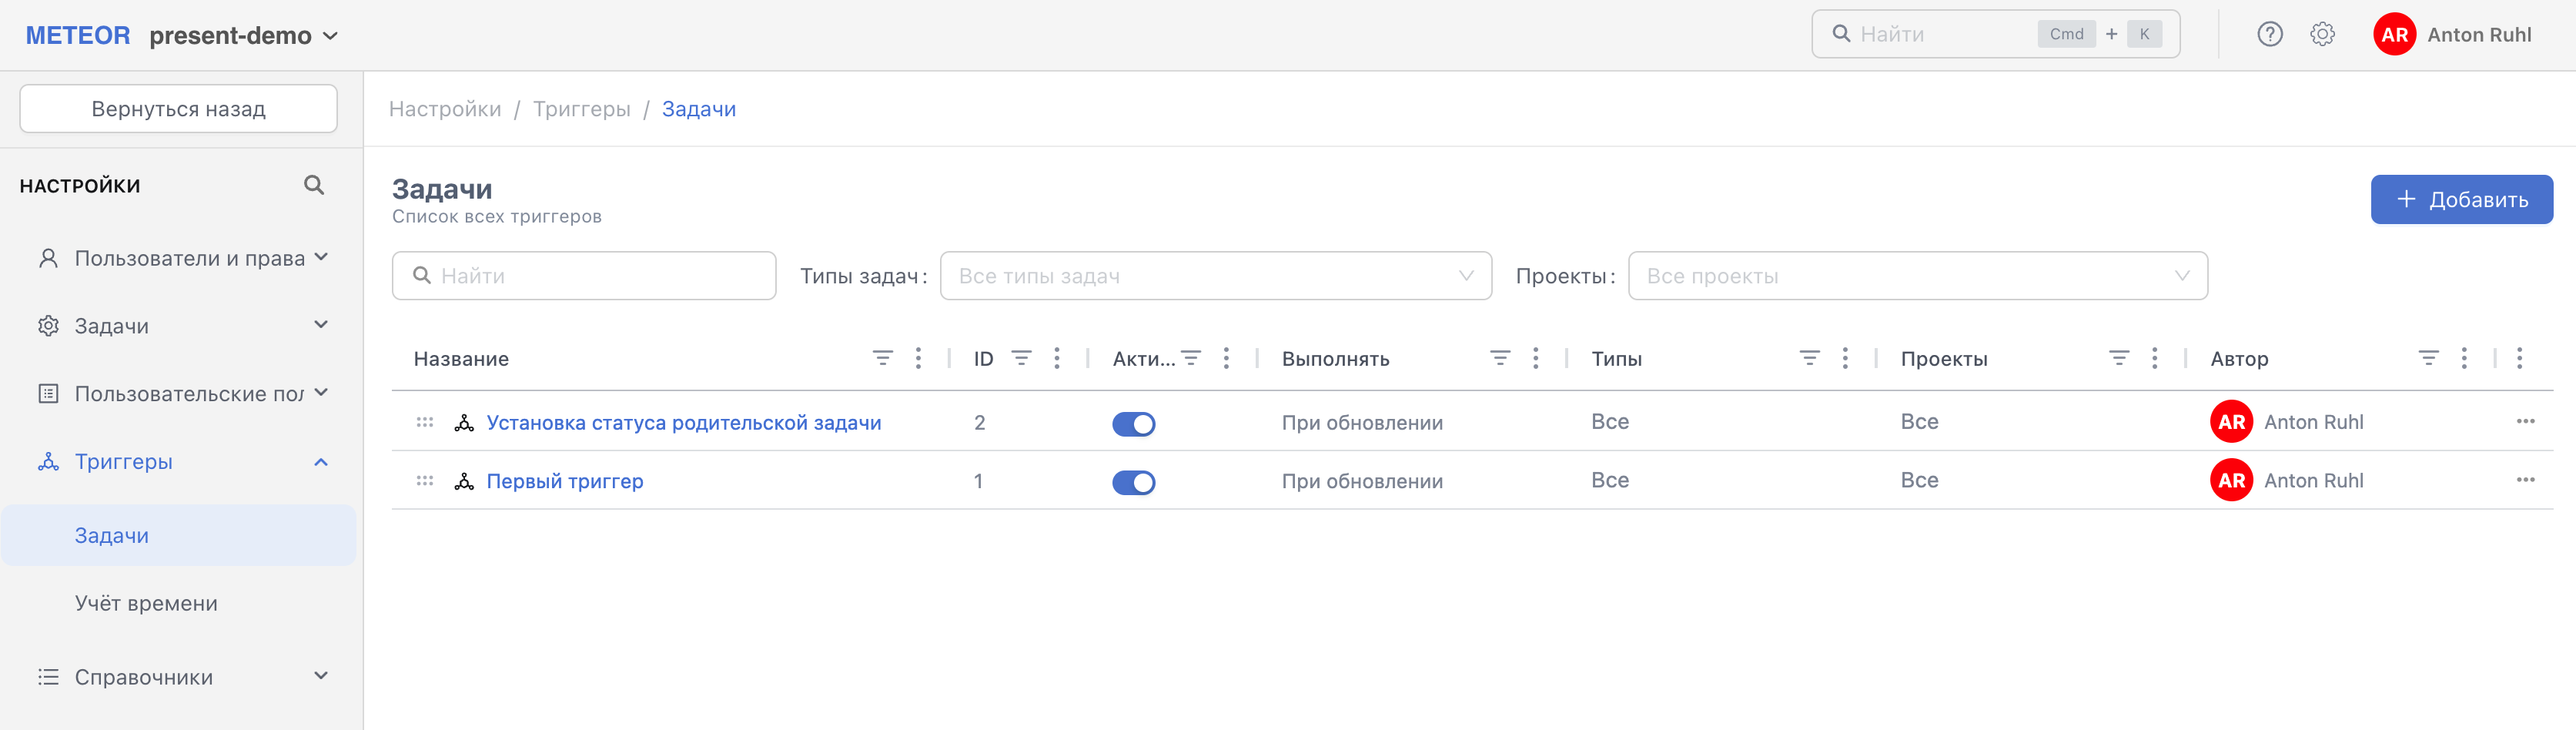 METEOR present-demo
Найти Cmd + K
AR Anton Ruhl
Вернуться назад
НАСТРОЙКИ
Пользователи и права
Задачи
Пользовательские пол
Триггеры
Задачи
Учёт времени
Справочники
Настройки / Триггеры / Задачи
Задачи
Список всех триггеров
+ Добавить
Найти Типы задач: Все типы задач Проекты: Все проекты
Название ID Акти... Выполнять Типы Проекты Автор
Установка статуса родительской задачи 2 При обновлении Все Все AR Anton Ruhl
Первый триггер 1 При обновлении Все Все AR Anton Ruhl